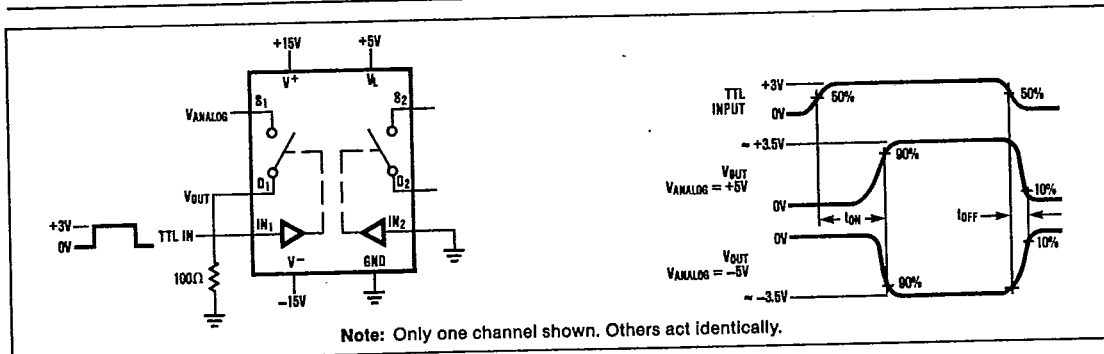 +15V
+5V
V+
VL
S1
S2
VANALOG
D1
D2
VOUT
+3V
0V
TTL IN
IN1
IN2
V−
GND
100Ω
−15V
TTL
INPUT
+3V
0V
50%
50%
≈ +3.5V
90%
VOUT
VANALOG = +5V
10%
0V
tON
tOFF
0V
10%
VOUT
VANALOG = −5V
90%
≈ −3.5V
Note: Only one channel shown. Others act identically.